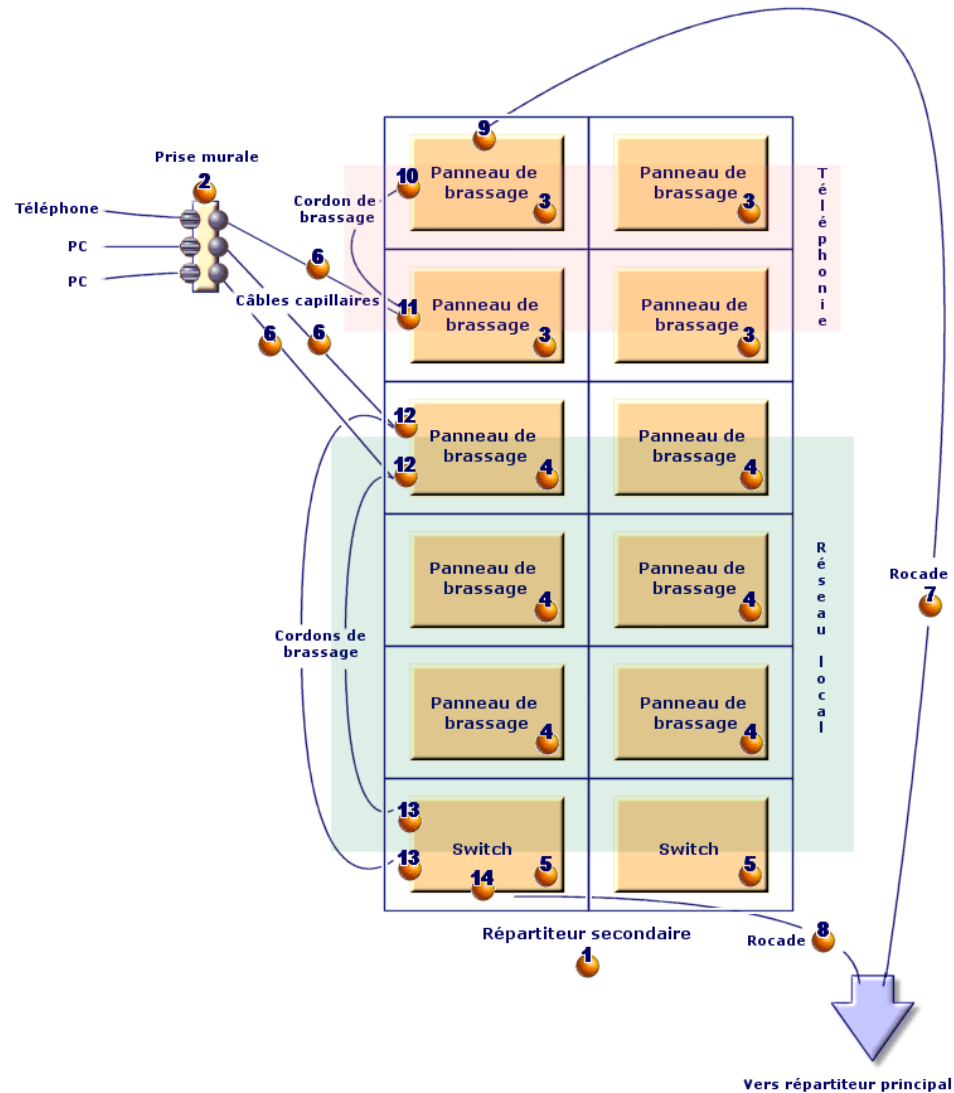 9
Prise murale
2
10
Panneau de
brassage
3
Panneau de
brassage
3
Téléphonie
Téléphone
Cordon de
brassage
PC
6
PC
Câbles capillaires
11
Panneau de
brassage
3
Panneau de
brassage
3
6
6
12
12
Panneau de
brassage
4
Panneau de
brassage
4
Réseau local
Panneau de
brassage
4
Panneau de
brassage
4
Rocade
7
Cordons de
brassage
Panneau de
brassage
4
Panneau de
brassage
4
13
13
Switch
5
14
Switch
5
Répartiteur secondaire
1
Rocade
8
Vers répartiteur principal